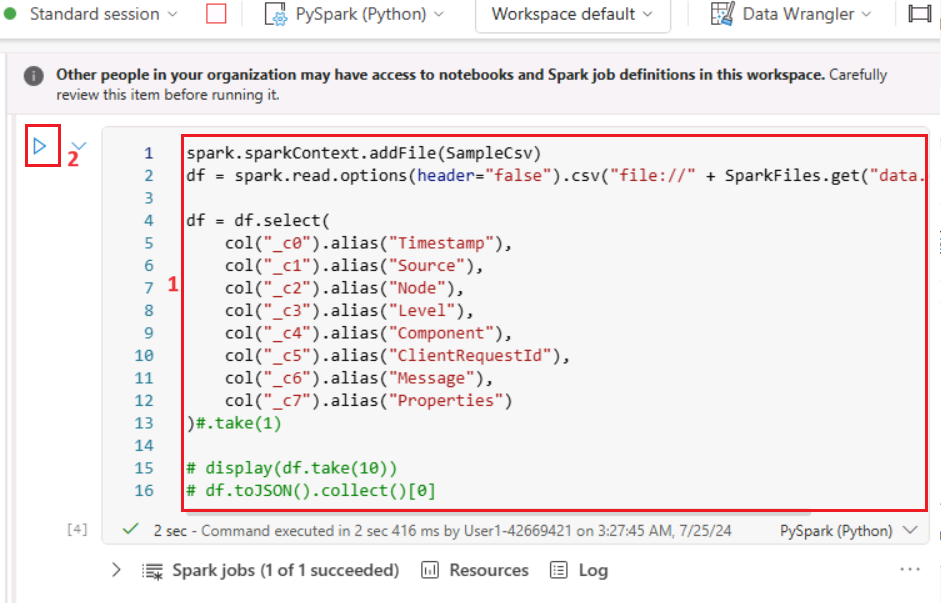 Standard session PySpark (Python) Workspace default Data Wrangler
Other people in your organization may have access to notebooks and Spark job definitions in this workspace. Carefully
review this item before running it.
2
1
1 spark.sparkContext.addFile(SampleCsv)
2 df = spark.read.options(header="false").csv("file://" + SparkFiles.get("data.
3
4 df = df.select(
5 col("_c0").alias("Timestamp"),
6 col("_c1").alias("Source"),
7 col("_c2").alias("Node"),
8 col("_c3").alias("Level"),
9 col("_c4").alias("Component"),
10 col("_c5").alias("ClientRequestId"),
11 col("_c6").alias("Message"),
12 col("_c7").alias("Properties")
13 )#.take(1)
14
15 # display(df.take(10))
16 # df.toJSON().collect()[0]
[4] 2 sec - Command executed in 2 sec 416 ms by User1-42669421 on 3:27:45 AM, 7/25/24 PySpark (Python)
Spark jobs (1 of 1 succeeded) Resources Log